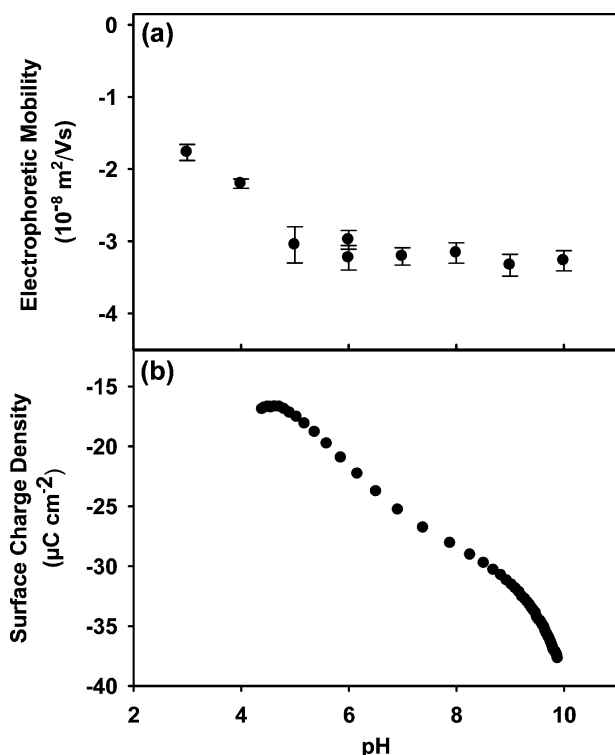 (a)
0
-1
-2
-3
-4
Electrophoretic Mobility
(10⁻⁸ m²/Vs)
(b)
-15
-20
-25
-30
-35
-40
Surface Charge Density
(µC cm⁻²)
2 4 6 8 10
pH